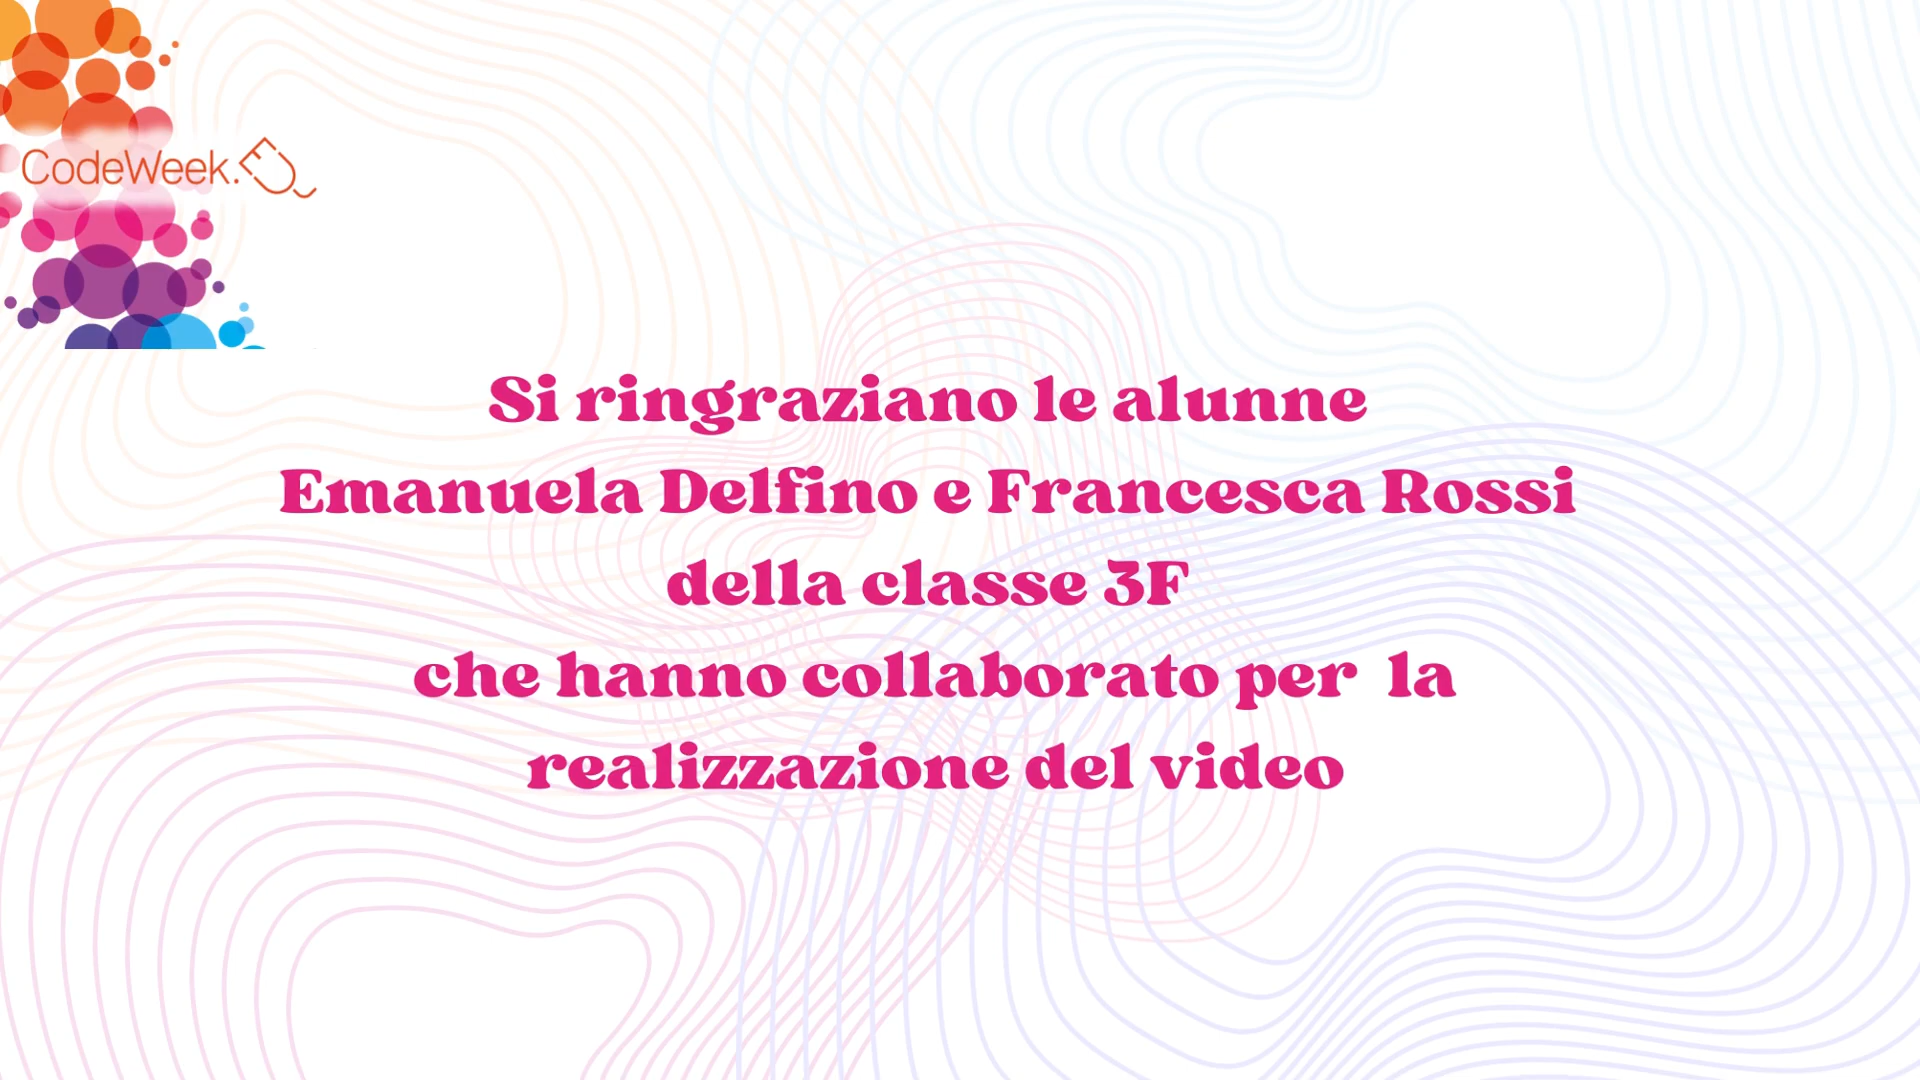 CodeWeek.EU
Si ringraziano le alunne
Emanuela Delfino e Francesca Rossi
della classe 3F
che hanno collaborato per  la
realizzazione del video